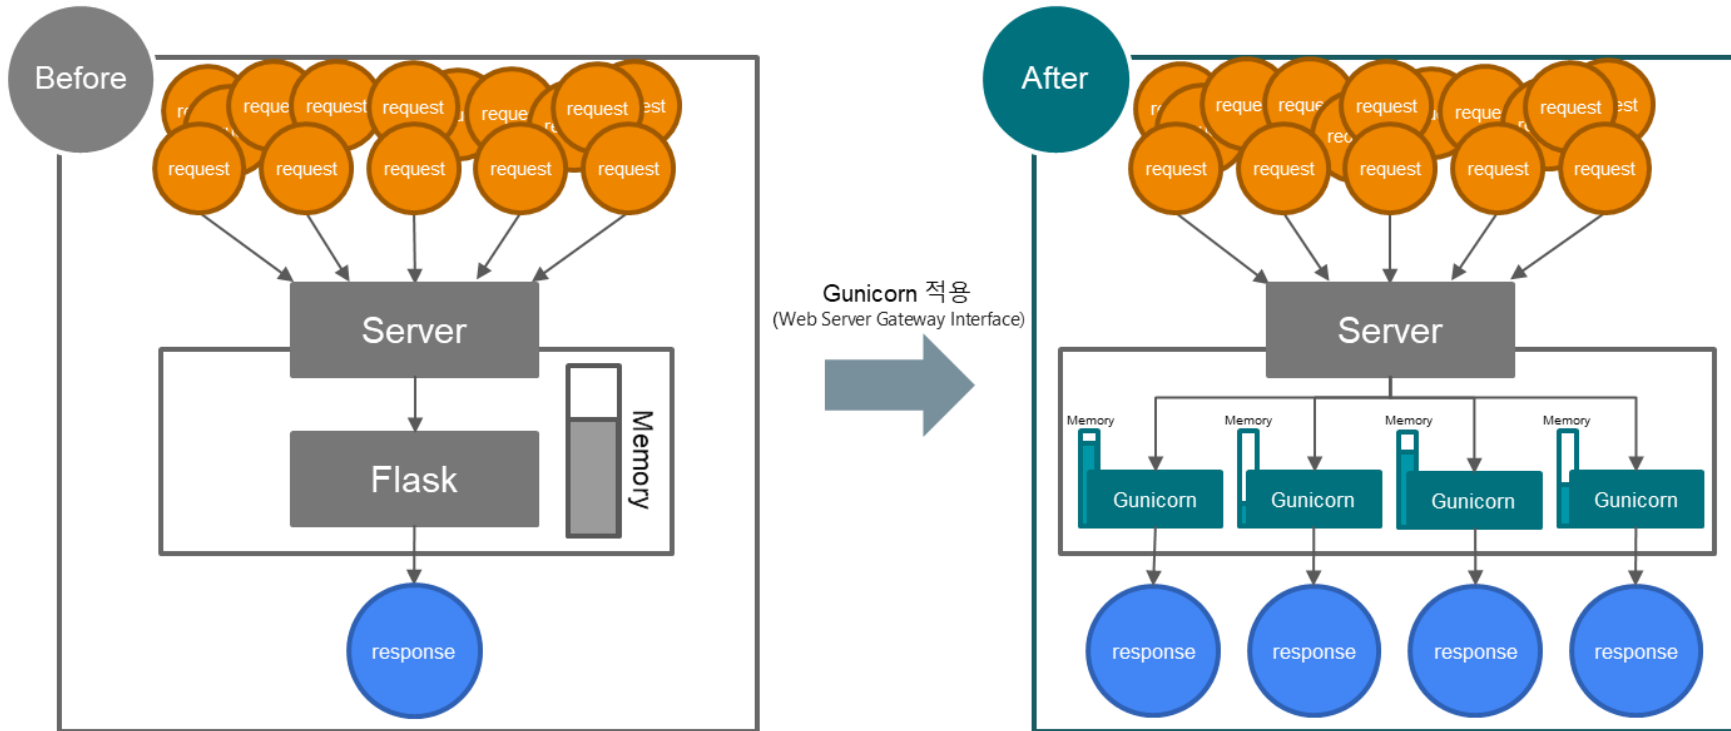 Before
request
request
request
request
request
request
request
request
request
request
Server
Flask
Memory
response
Gunicorn 적용
(Web Server Gateway Interface)
After
request
request
request
request
request
request
request
request
request
request
Server
Memory
Memory
Memory
Memory
Gunicorn
Gunicorn
Gunicorn
Gunicorn
response
response
response
response